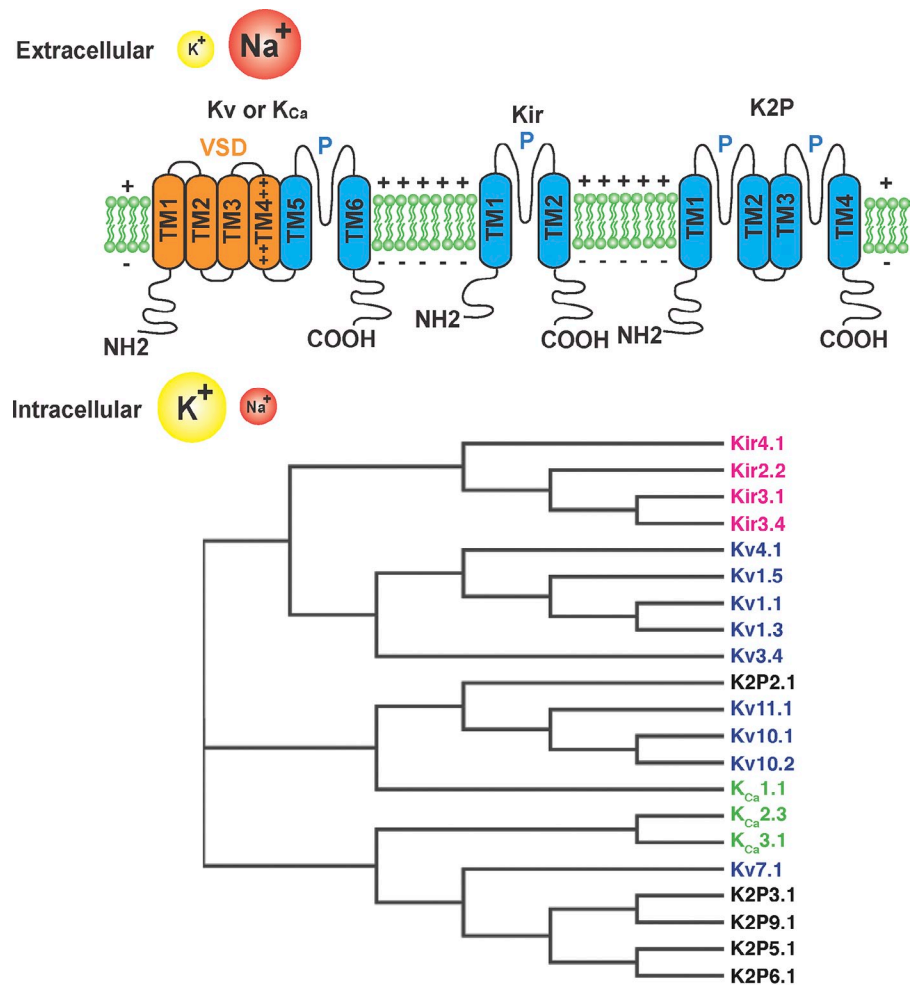 Extracellular K+ Na+
Kv or KCa
Kir
K2P
VSD
P
P
P
P
+ + + + + + + + + + + +
TM1 TM2 TM3 ++TM4++ TM5 TM6
TM1 TM2
TM1 TM2 TM3 TM4
- - - - - - - - - - - -
NH2
COOH
NH2
COOH
NH2
COOH
Intracellular K+ Na+
Kir4.1
Kir2.2
Kir3.1
Kir3.4
Kv4.1
Kv1.5
Kv1.1
Kv1.3
Kv3.4
K2P2.1
Kv11.1
Kv10.1
Kv10.2
KCa1.1
KCa2.3
KCa3.1
Kv7.1
K2P3.1
K2P9.1
K2P5.1
K2P6.1